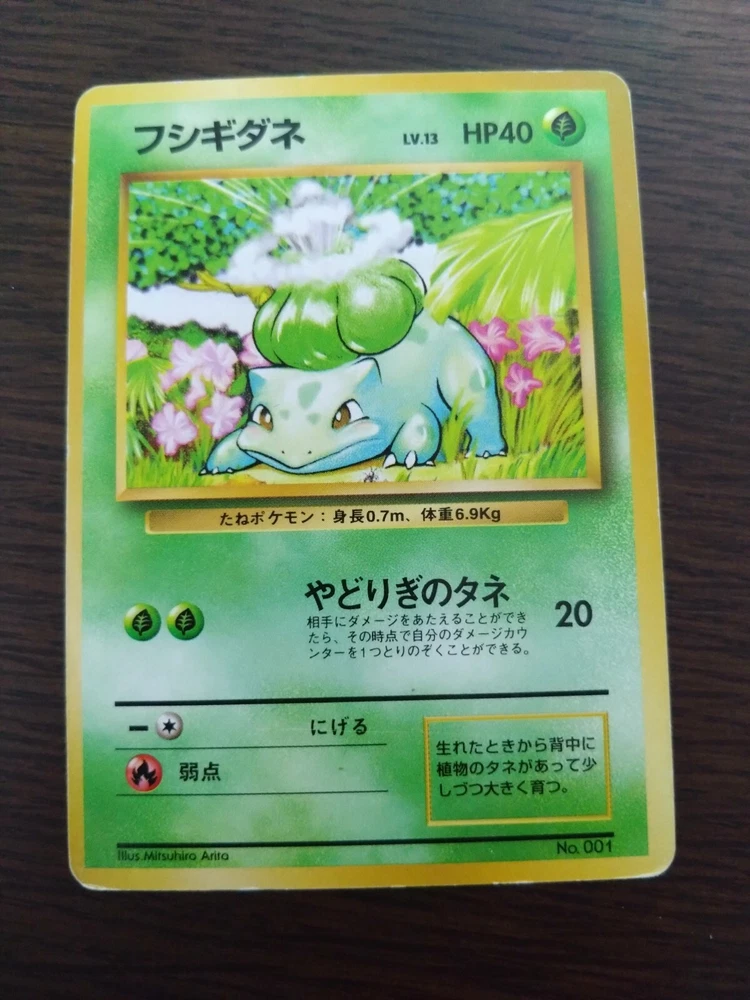 フシギダネ LV.13 HP40
たねポケモン：身長0.7m、体重6.9Kg
やどりぎのタネ 20
相手にダメージをあたえることができ
たら、その時点で自分のダメージカウ
ンターを1つとりのぞくことができる。
にげる
弱点
生れたときから背中に
植物のタネがあって少
しづつ大きく育つ。
Illus.Mitsuhiro Arita
No. 001